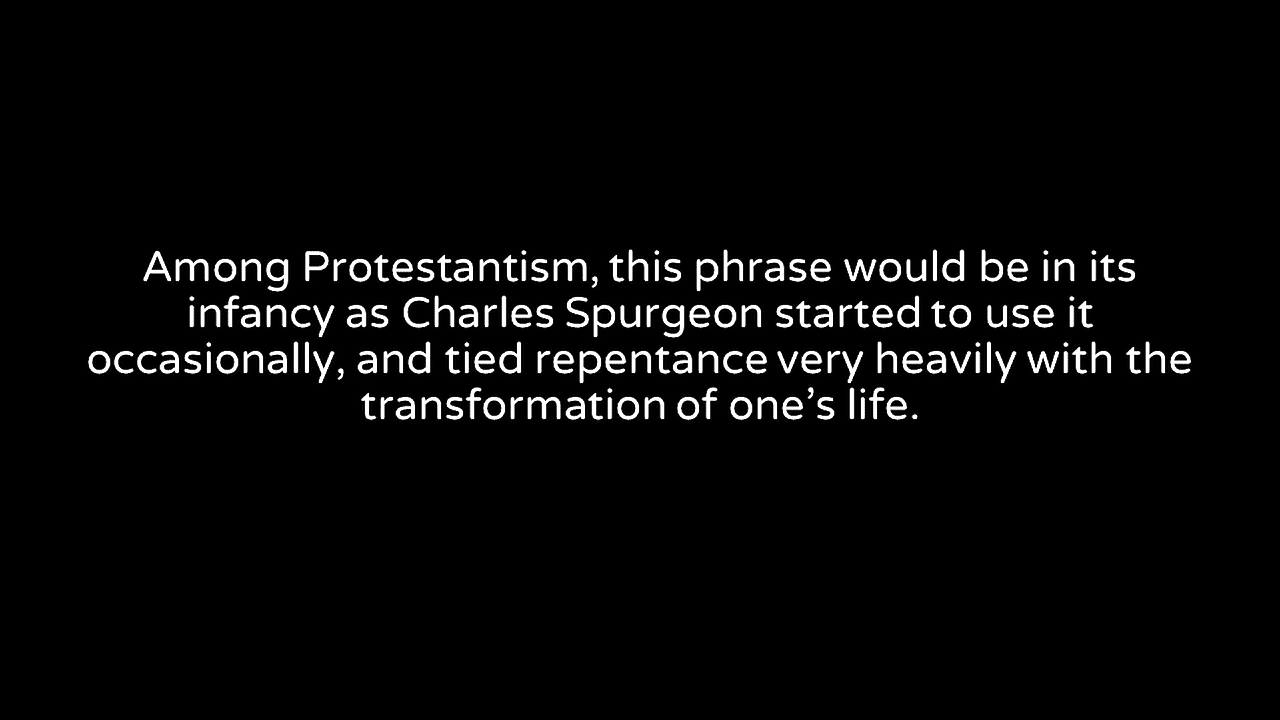 Among Protestantism, this phrase would be in its
infancy as Charles Spurgeon started to use it
occasionally, and tied repentance very heavily with the
transformation of one’s life.